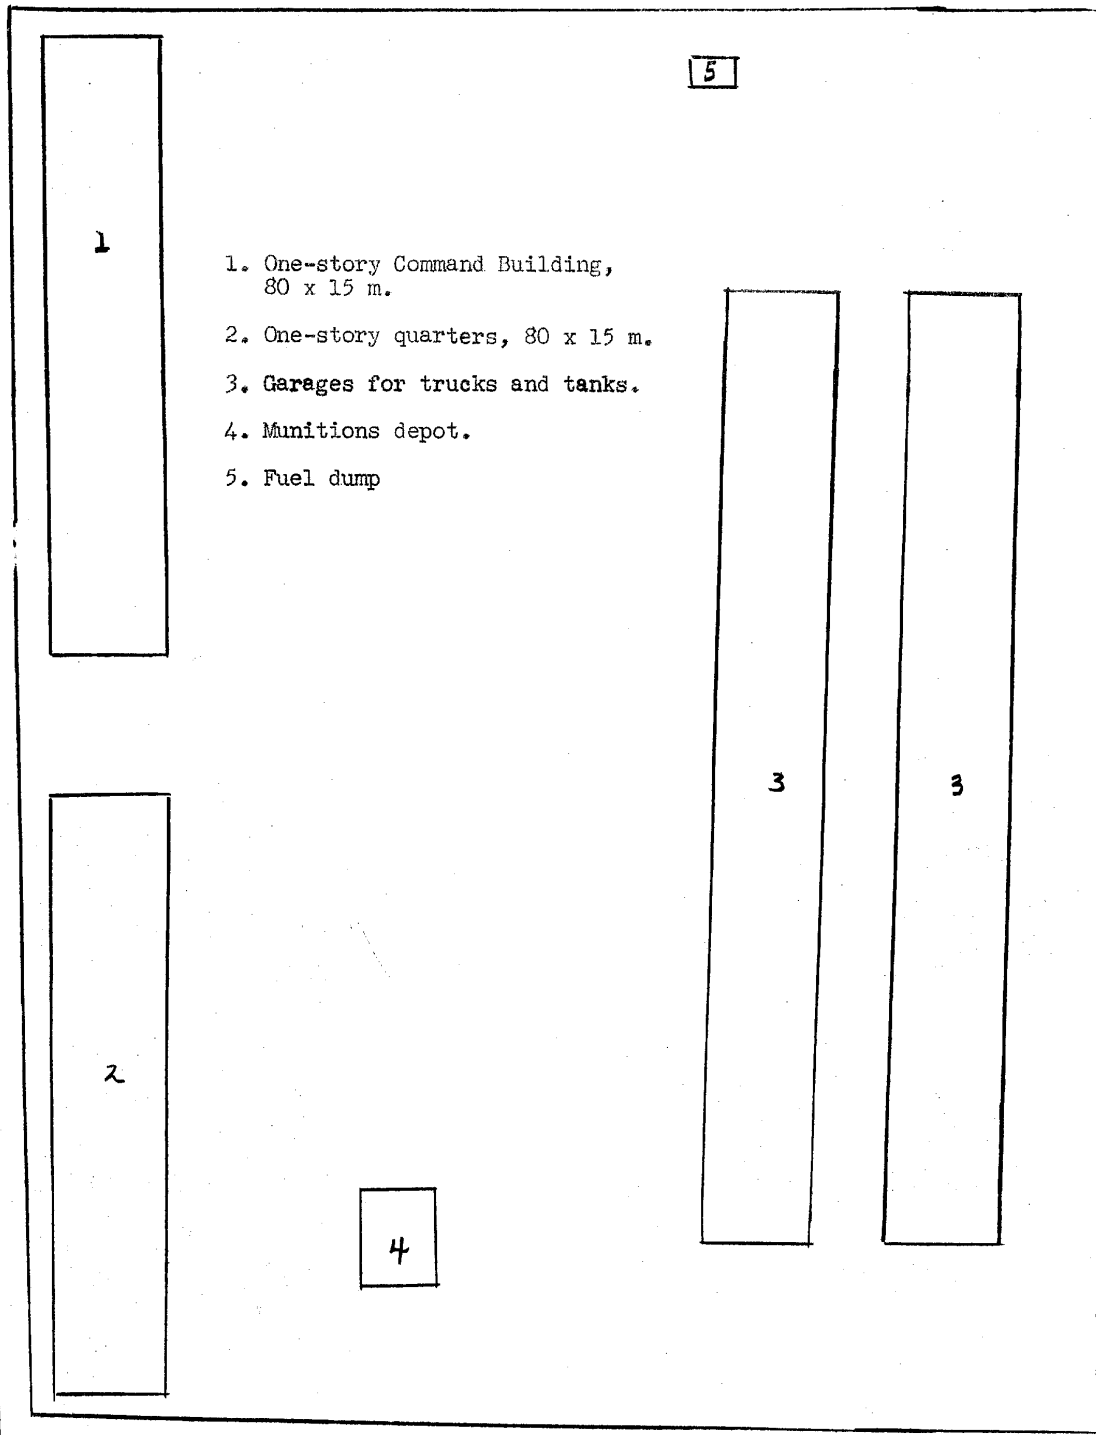 5
1
1. One-story Command Building,
80 x 15 m.
2. One-story quarters, 80 x 15 m.
3. Garages for trucks and tanks.
4. Munitions depot.
5. Fuel dump
3
3
2
4